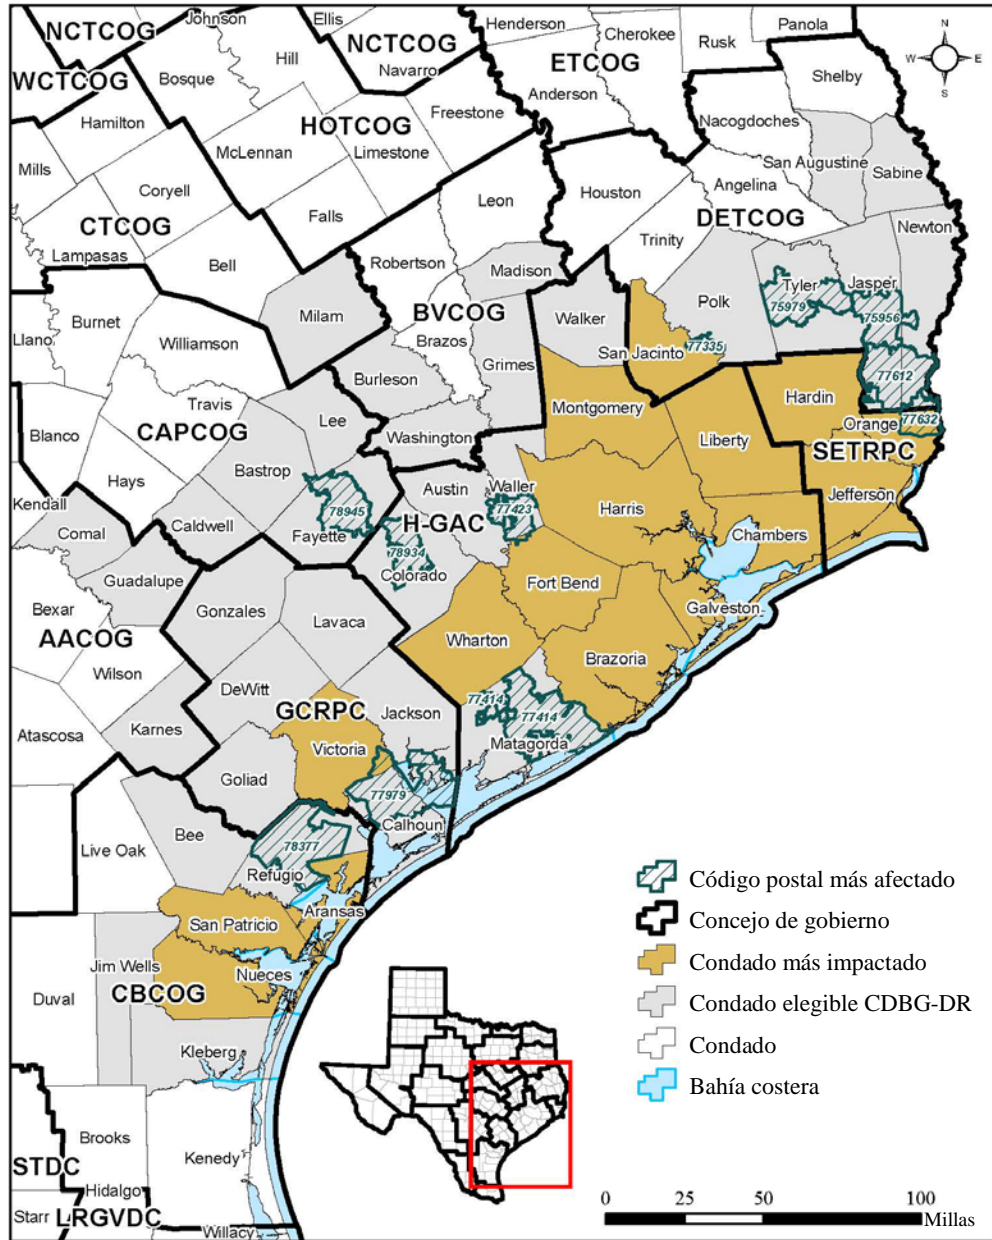 NCTCOG
Johnson
Ellis
Henderson
Cherokee
Panola
Rusk
Hill
NCTCOG
Navarro
ETCOG
Shelby
N
W
E
S
WCTCOG
Bosque
Anderson
Freestone
Nacogdoches
Hamilton
HOTCOG
McLennan
Limestone
San Augustine
Sabine
Mills
Coryell
Leon
Houston
Angelina
CTCOG
Falls
DETCOG
Newton
Lampasas
Bell
Robertson
Trinity
Madison
Tyler
Jasper
Milam
BVCOG
Polk
75979
75956
Burnet
Llano
Williamson
Brazos
Walker
Grimes
San Jacinto
77335
77612
Burleson
Hardin
Travis
Lee
Montgomery
Blanco
CAPCOG
Washington
Liberty
Orange
77632
SETRPC
Bastrop
Hays
Austin
Waller
Kendall
78945
H-GAC
77423
Harris
Jefferson
Comal
Caldwell
Fayette
78934
Colorado
Chambers
Guadalupe
Fort Bend
Bexar
Gonzales
Lavaca
Galveston
AACOG
Wharton
Brazoria
Wilson
DeWitt
77414
Karnes
GCRPC
Jackson
77414
Atascosa
Victoria
Matagorda
Goliad
77979
Calhoun
Bee
Live Oak
78377
Refugio
Aransas
San Patricio
Jim Wells
Nueces
Duval
CBCOG
Kleberg
Brooks
Kenedy
STDC
Hidalgo
Starr
LRGVDC
Willacy
Código postal más afectado
Concejo de gobierno
Condado más impactado
Condado elegible CDBG-DR
Condado
Bahía costera
0 25 50 100
Millas